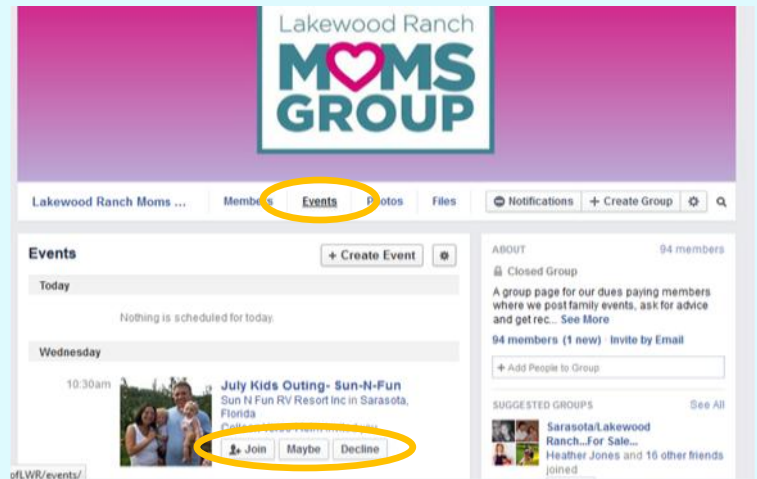 Lakewood Ranch
MOMS
GROUP
Lakewood Ranch Moms ...
Members
Events
Photos
Files
Notifications
+ Create Group
Events
+ Create Event
Today
Nothing is scheduled for today.
Wednesday
10:30am
July Kids Outing- Sun-N-Fun
Sun N Fun RV Resort Inc in Sarasota,
Florida
Join
Maybe
Decline
ofLWR/events/
ABOUT
94 members
Closed Group
A group page for our dues paying members
where we post family events, ask for advice
and get rec... See More
94 members (1 new) · Invite by Email
+ Add People to Group
SUGGESTED GROUPS
See All
Sarasota/Lakewood
Ranch...For Sale...
Heather Jones and 16 other friends
joined